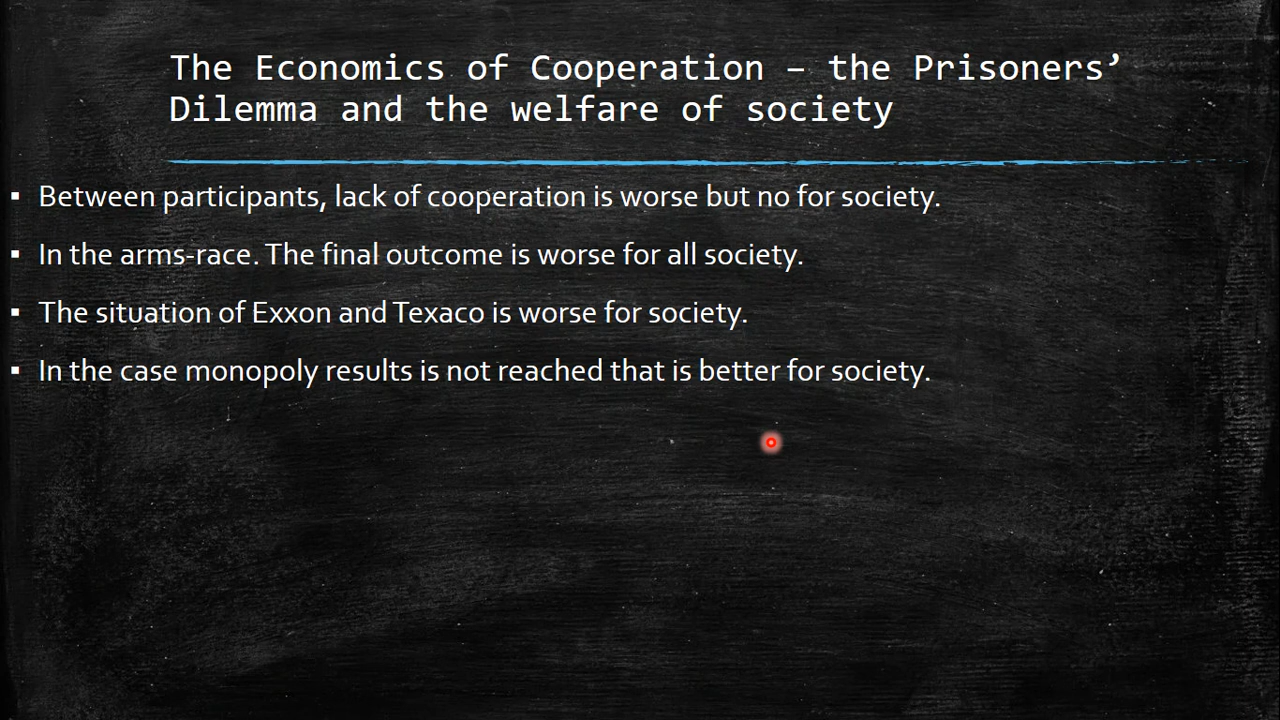 The Economics of Cooperation – the Prisoners’
Dilemma and the welfare of society
▪ Between participants, lack of cooperation is worse but no for society.
▪ In the arms-race. The final outcome is worse for all society.
▪ The situation of Exxon and Texaco is worse for society.
▪ In the case monopoly results is not reached that is better for society.